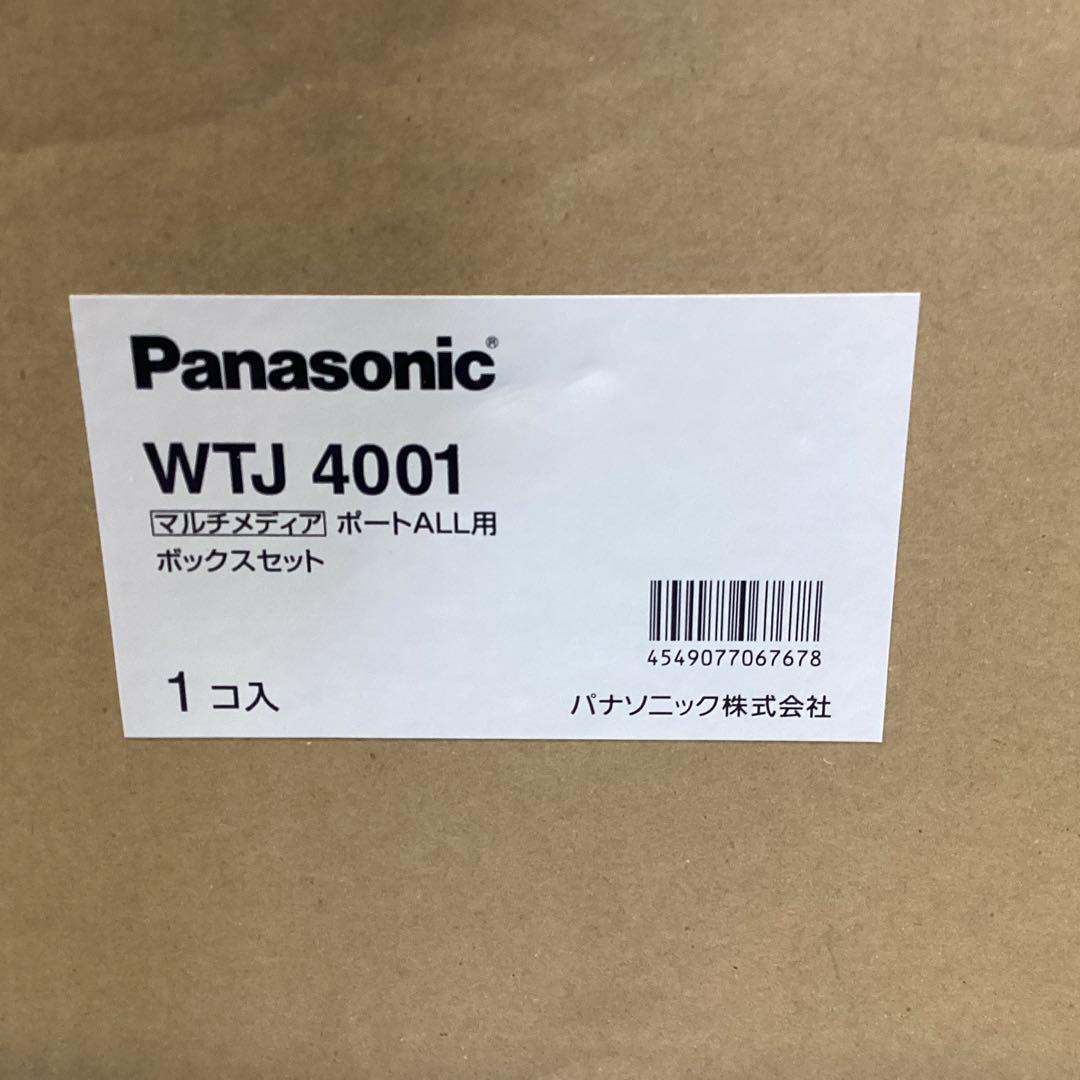 Panasonic®
WTJ 4001
マルチメディア ポートALL用
ボックスセット
4549077067678
1コ入
パナソニック株式会社